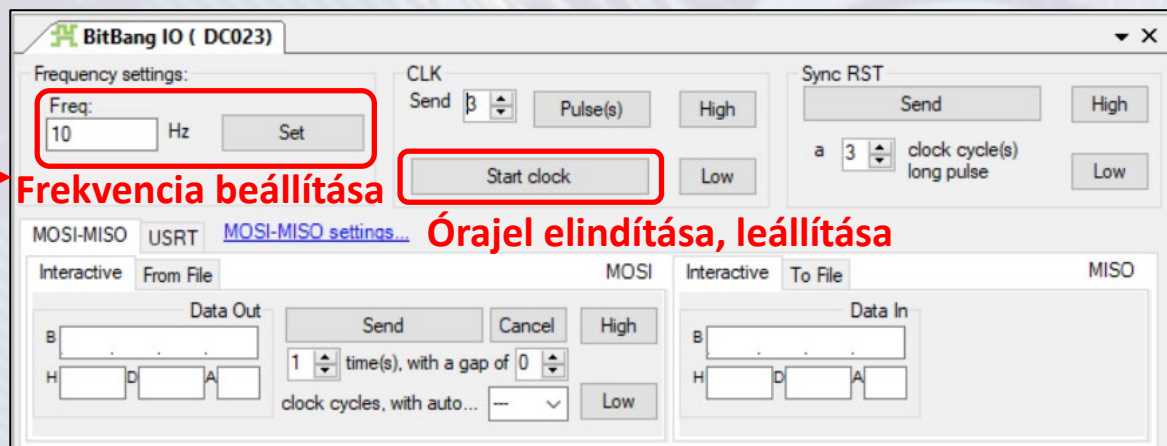 BitBang IO ( DC023)
Frequency settings:
Freq:
10 Hz Set
Frekvencia beállítása
CLK
Send 3 Pulse(s) High
Start clock Low
Órajel elindítása, leállítása
Sync RST
Send High
a 3 clock cycle(s)
long pulse Low
MOSI-MISO USRT MOSI-MISO settings...
Interactive From File MOSI
Data Out
B . . . .
H D A
Send Cancel High
1 time(s), with a gap of 0
clock cycles, with auto... --- Low
Interactive To File MISO
Data In
B . . . .
H D A